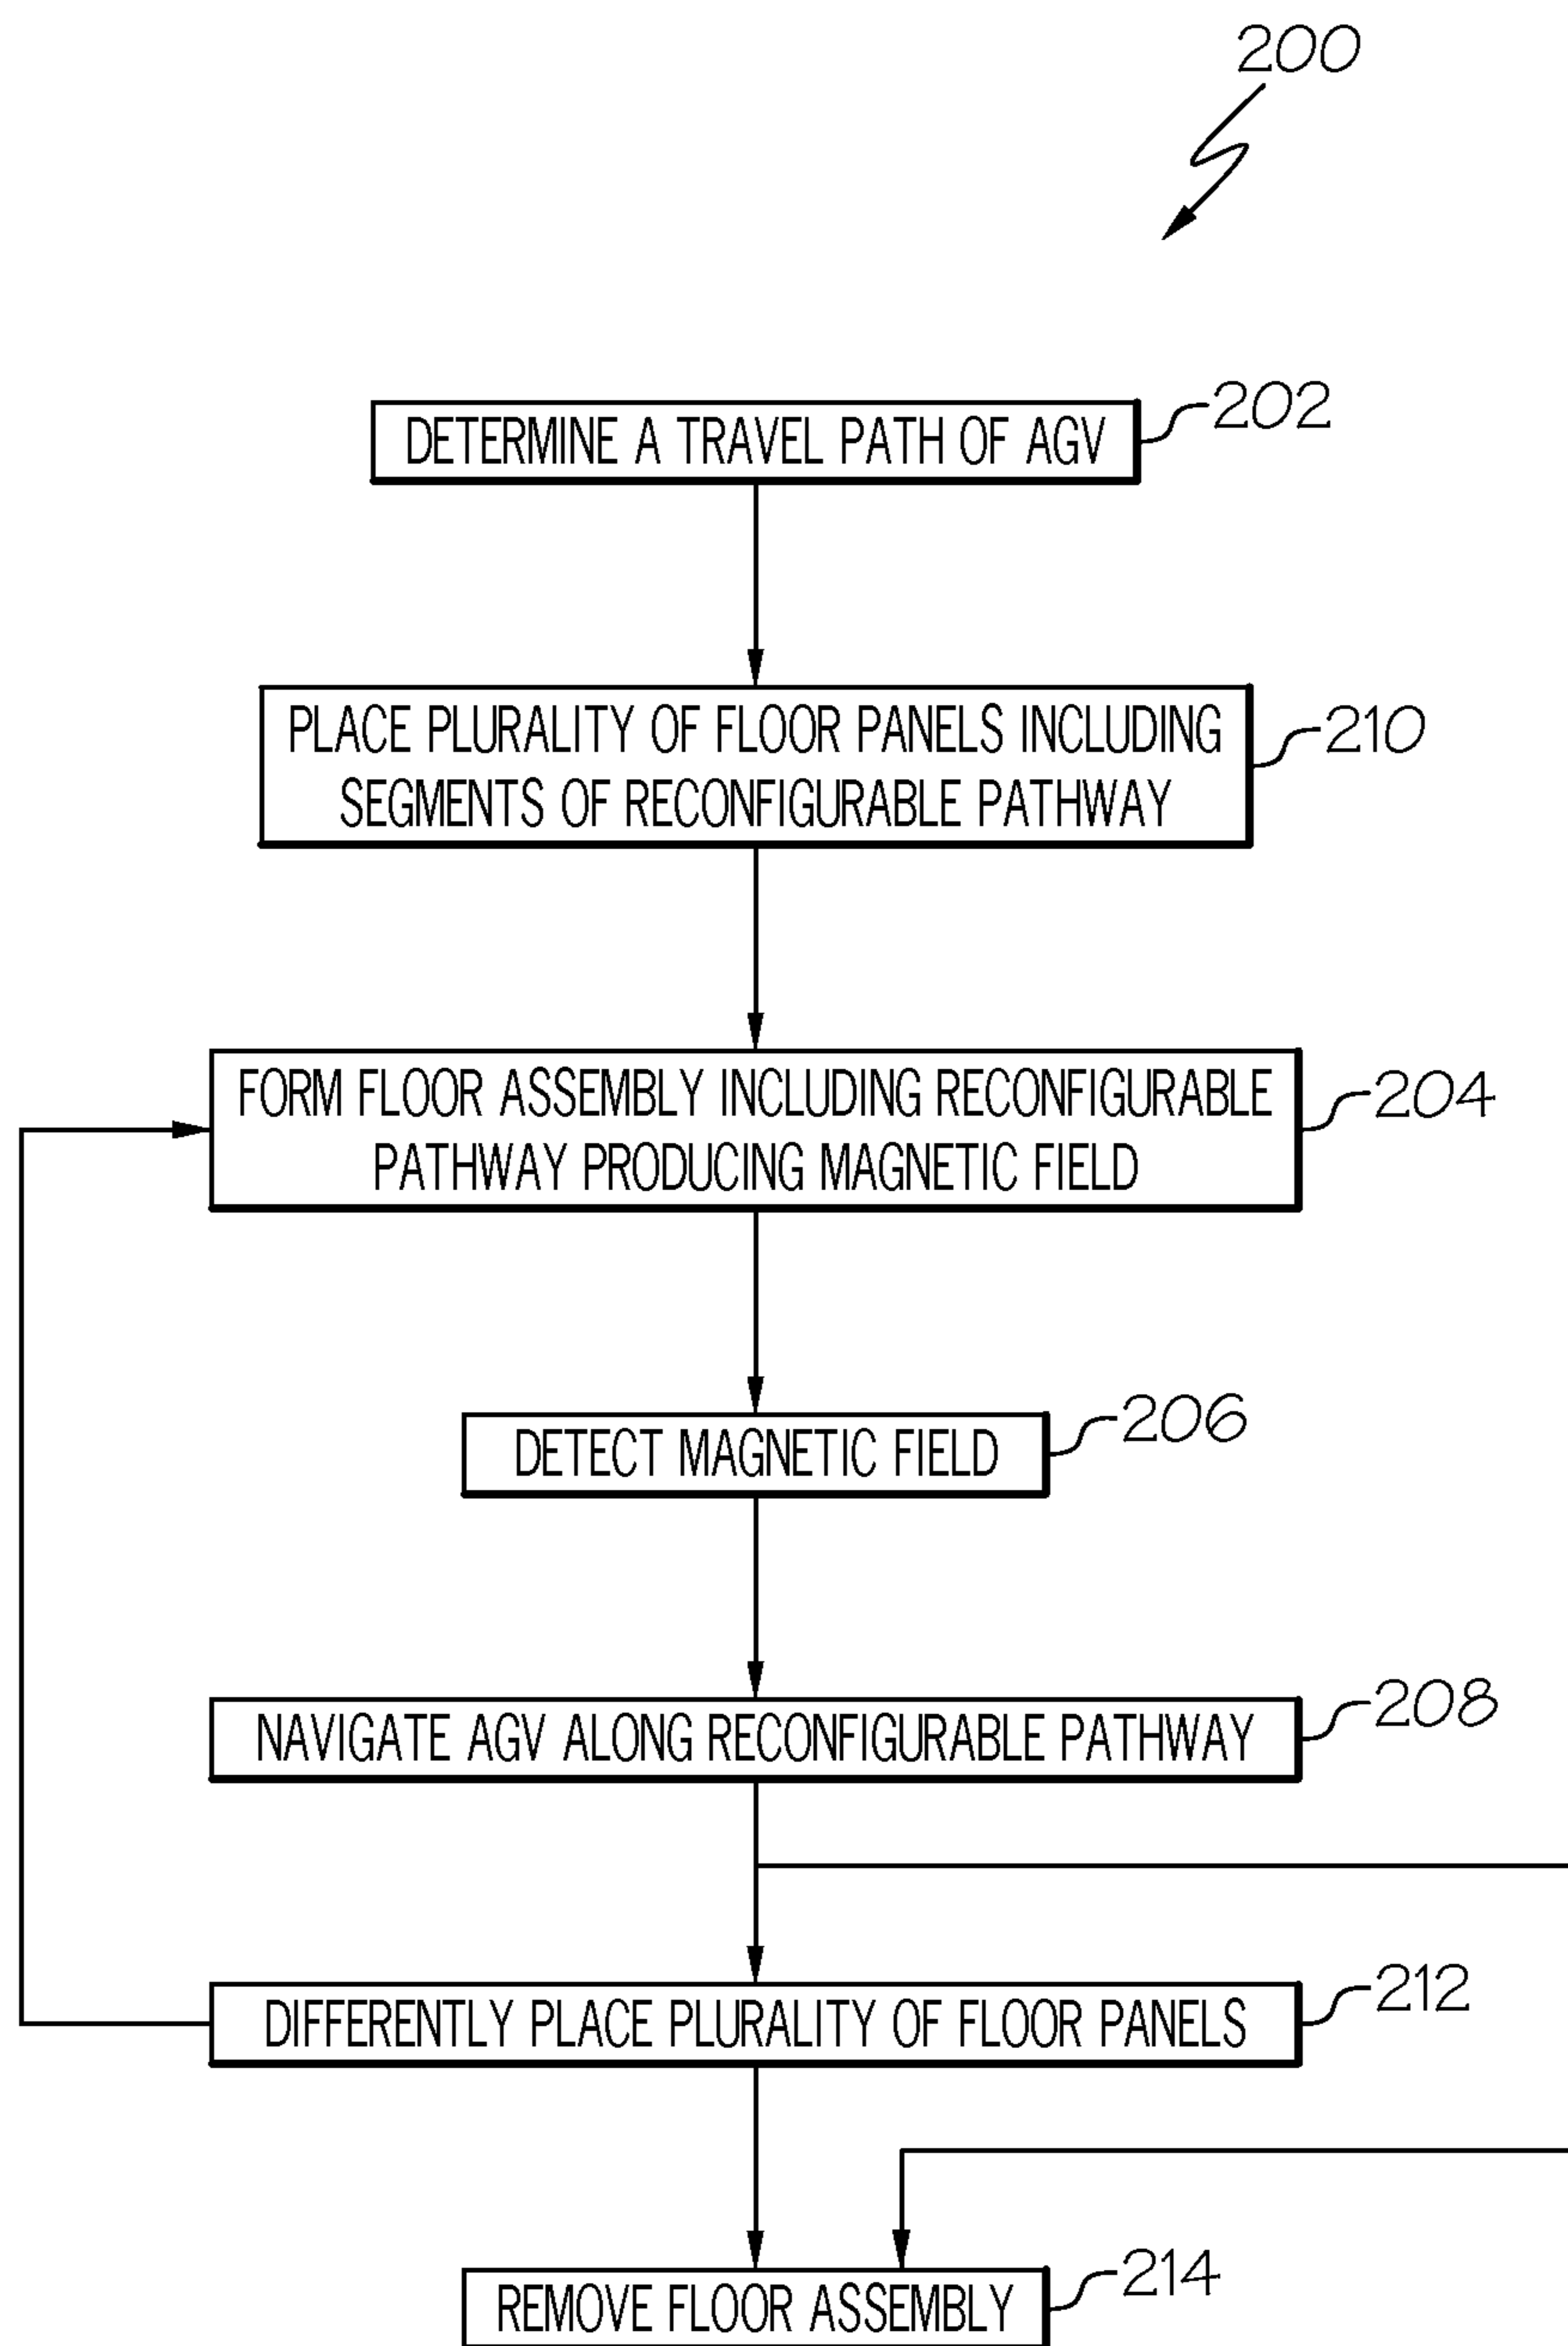 200
DETERMINE A TRAVEL PATH OF AGV
202
PLACE PLURALITY OF FLOOR PANELS INCLUDING
SEGMENTS OF RECONFIGURABLE PATHWAY
210
FORM FLOOR ASSEMBLY INCLUDING RECONFIGURABLE
PATHWAY PRODUCING MAGNETIC FIELD
204
DETECT MAGNETIC FIELD
206
NAVIGATE AGV ALONG RECONFIGURABLE PATHWAY
208
DIFFERENTLY PLACE PLURALITY OF FLOOR PANELS
212
REMOVE FLOOR ASSEMBLY
214